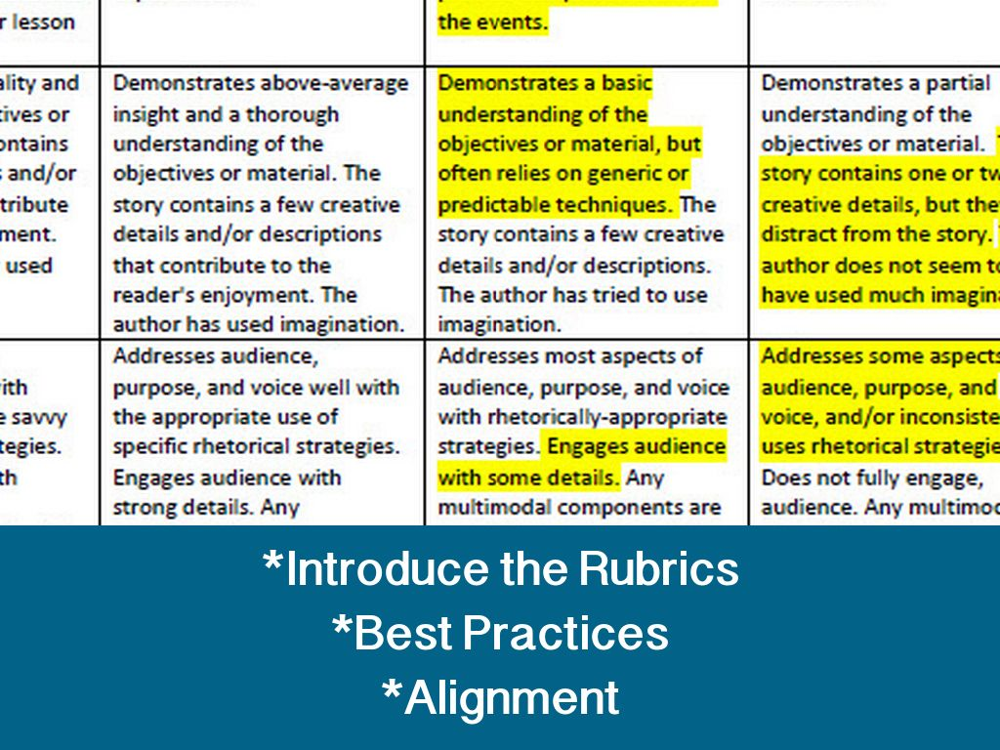 r lesson
the events.
ality and
tives or
ontains
s and/or
tribute
ment.
used
Demonstrates above-average
insight and a thorough
understanding of the
objectives or material. The
story contains a few creative
details and/or descriptions
that contribute to the
reader's enjoyment. The
author has used imagination.
Demonstrates a basic
understanding of the
objectives or material, but
often relies on generic or
predictable techniques. The
story contains a few creative
details and/or descriptions.
The author has tried to use
imagination.
Demonstrates a partial
understanding of the
objectives or material.
story contains one or tw
creative details, but the
distract from the story.
author does not seem to
have used much imagina
ith
e savvy
tegies.
th
Addresses audience,
purpose, and voice well with
the appropriate use of
specific rhetorical strategies.
Engages audience with
strong details. Any
Addresses most aspects of
audience, purpose, and voice
with rhetorically-appropriate
strategies. Engages audience
with some details. Any
multimodal components are
Addresses some aspects
audience, purpose, and
voice, and/or inconsiste
uses rhetorical strategie
Does not fully engage,
audience. Any multimod
*Introduce the Rubrics
*Best Practices
*Alignment